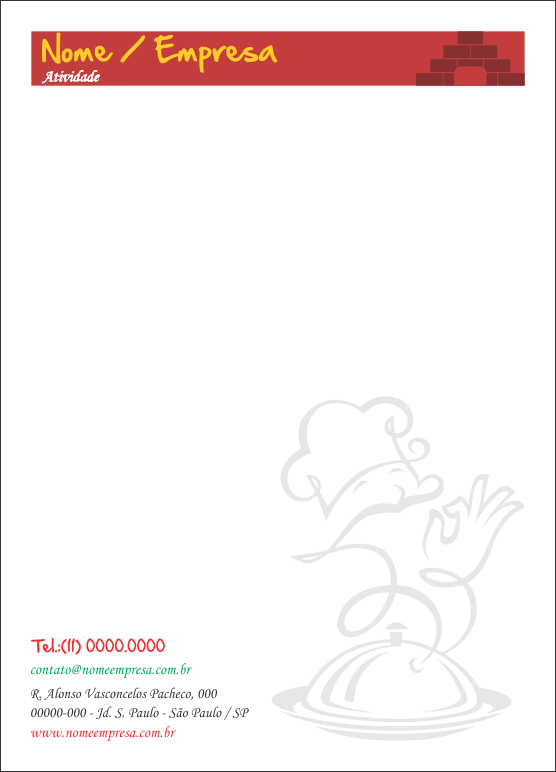 Nome / Empresa
Atividade
Tel.:(11) 0000.0000
contato@nomeempresa.com.br
R. Alonso Vasconcelos Pacheco, 000
00000-000 - Jd. S. Paulo - São Paulo / SP
www.nomeempresa.com.br